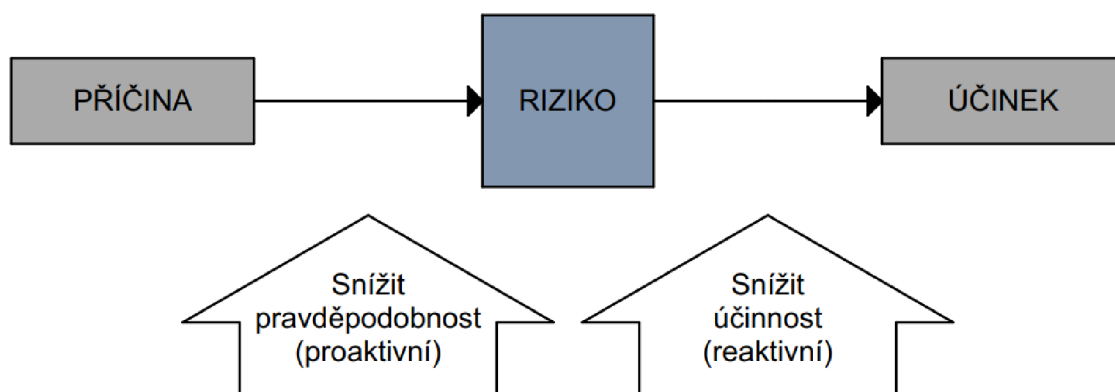 PŘÍČINA
RIZIKO
ÚČINEK
Snížit
pravděpodobnost
(proaktivní)
Snížit
účinnost
(reaktivní)